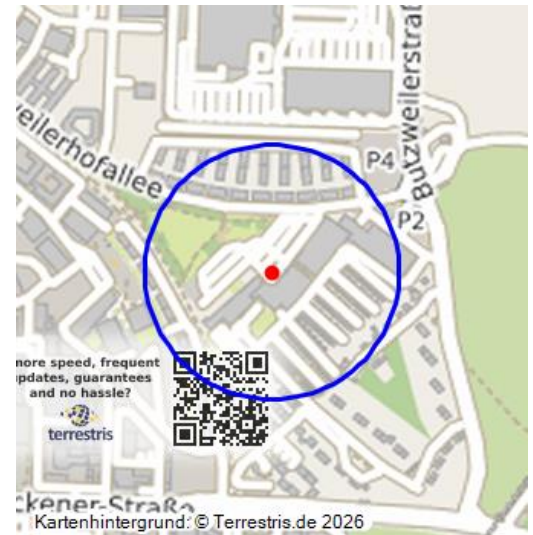 weilerhofallee
P4
Butzweilerstraß
P2
more speed, frequent
updates, guarantees
and no hassle?
terrestris
ckener-Straße
Kartenhintergrund: © Terrestris.de 2026